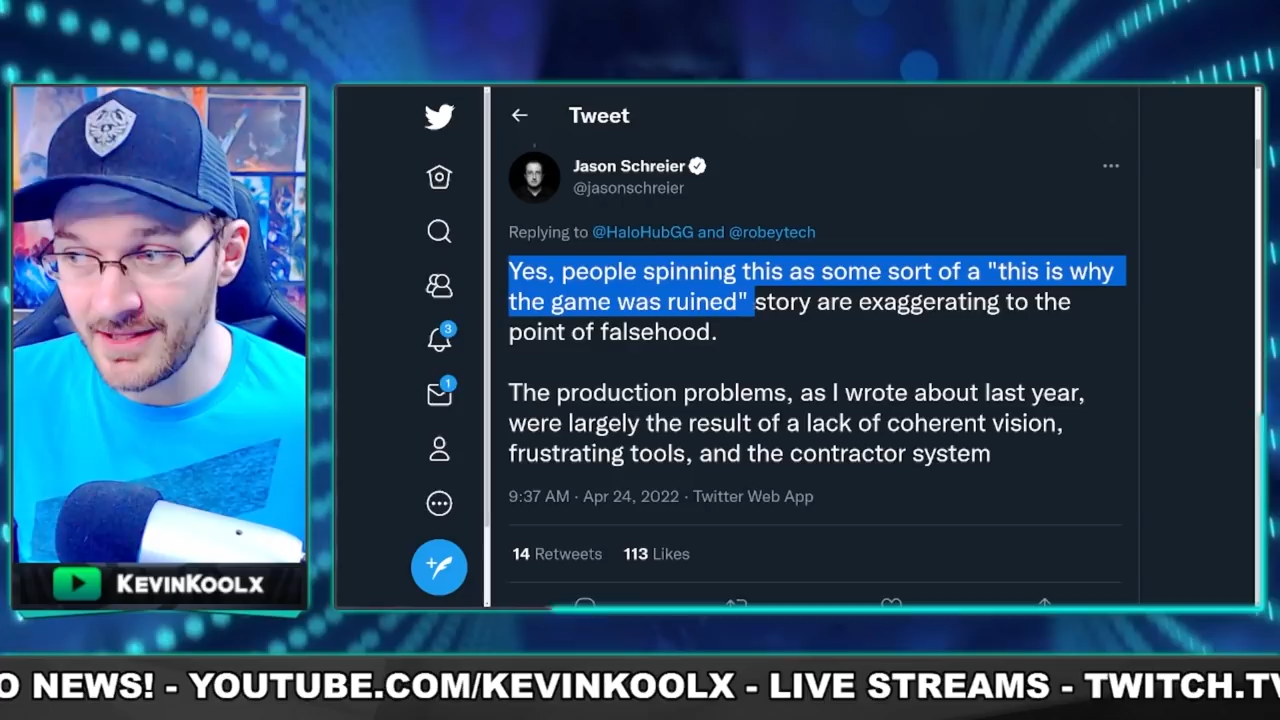 Tweet
Jason Schreier
@jasonschreier
Replying to @HaloHubGG and @robeytech
Yes, people spinning this as some sort of a "this is why
the game was ruined" story are exaggerating to the
point of falsehood.
The production problems, as I wrote about last year,
were largely the result of a lack of coherent vision,
frustrating tools, and the contractor system
9:37 AM · Apr 24, 2022 · Twitter Web App
14 Retweets 113 Likes
3
1
KEVINKOOLX
O NEWS! - YOUTUBE.COM/KEVINKOOLX - LIVE STREAMS - TWITCH.TV